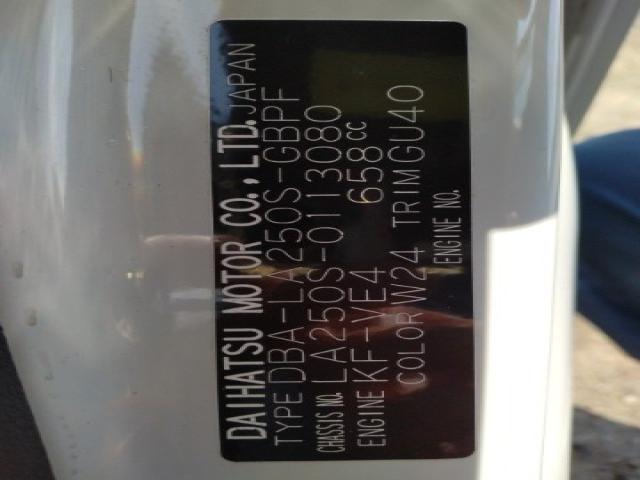 DAIHATSU MOTOR CO., LTD. JAPAN
TYPE DBA-LA250S-GBPF
CHASSIS NO. LA250S-0113080
ENGINE KF-VE4 658cc
COLOR W24 TRIM GU40
ENGINE NO.